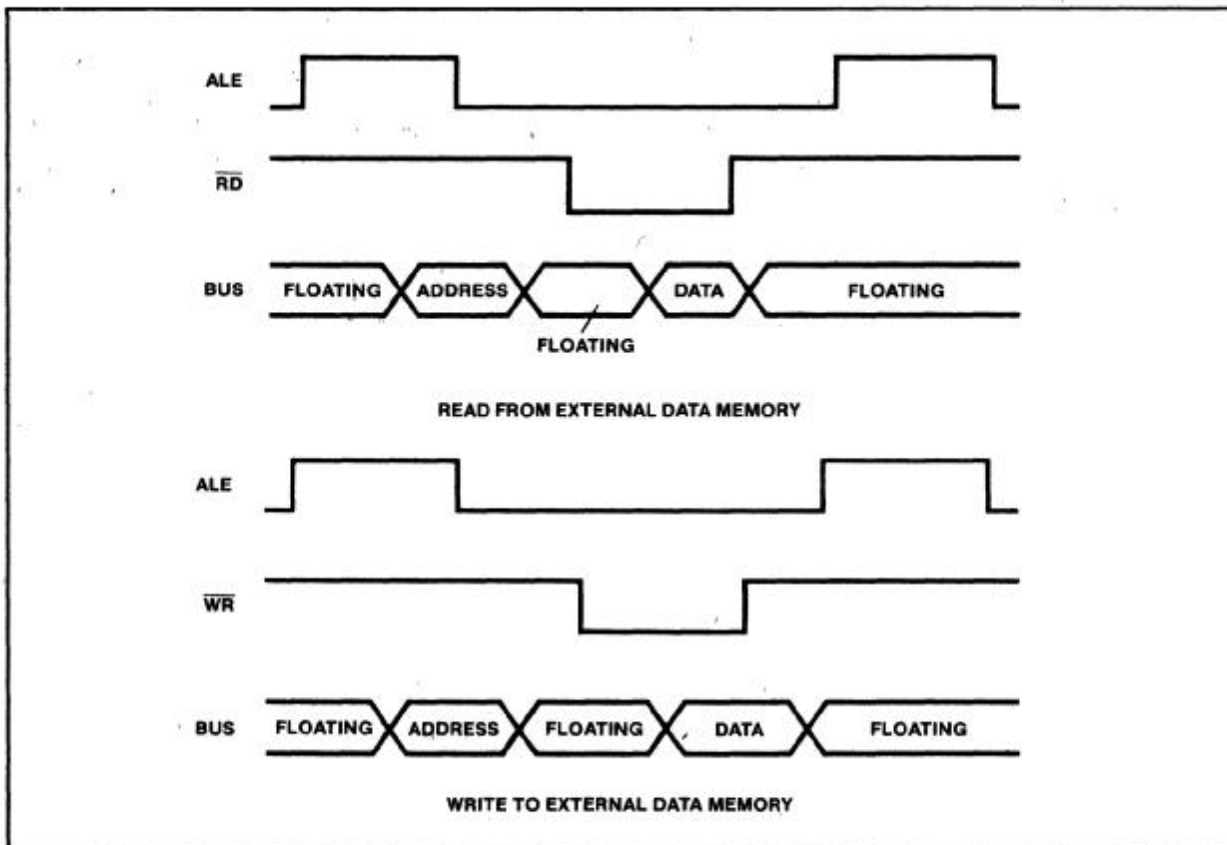 ALE
RD
BUS FLOATING ADDRESS DATA FLOATING
FLOATING
READ FROM EXTERNAL DATA MEMORY
ALE
WR
BUS FLOATING ADDRESS FLOATING DATA FLOATING
WRITE TO EXTERNAL DATA MEMORY